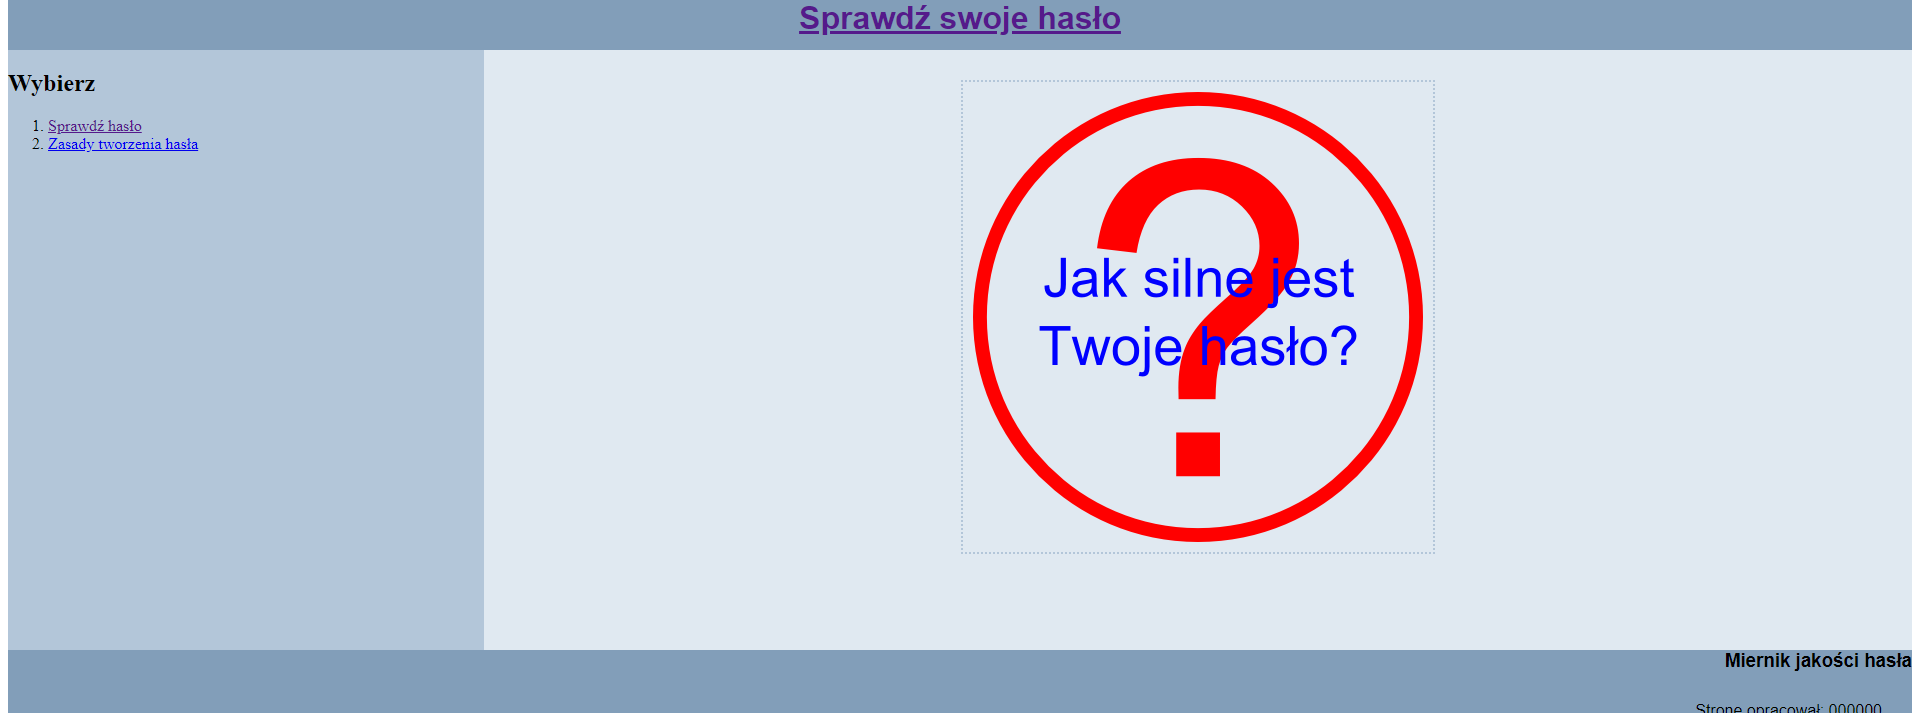 Sprawdź swoje hasło
Wybierz
1. Sprawdź hasło
2. Zasady tworzenia hasła
?
Jak silne jest
Twoje hasło?
Miernik jakości hasła
Stronę opracował: 000000